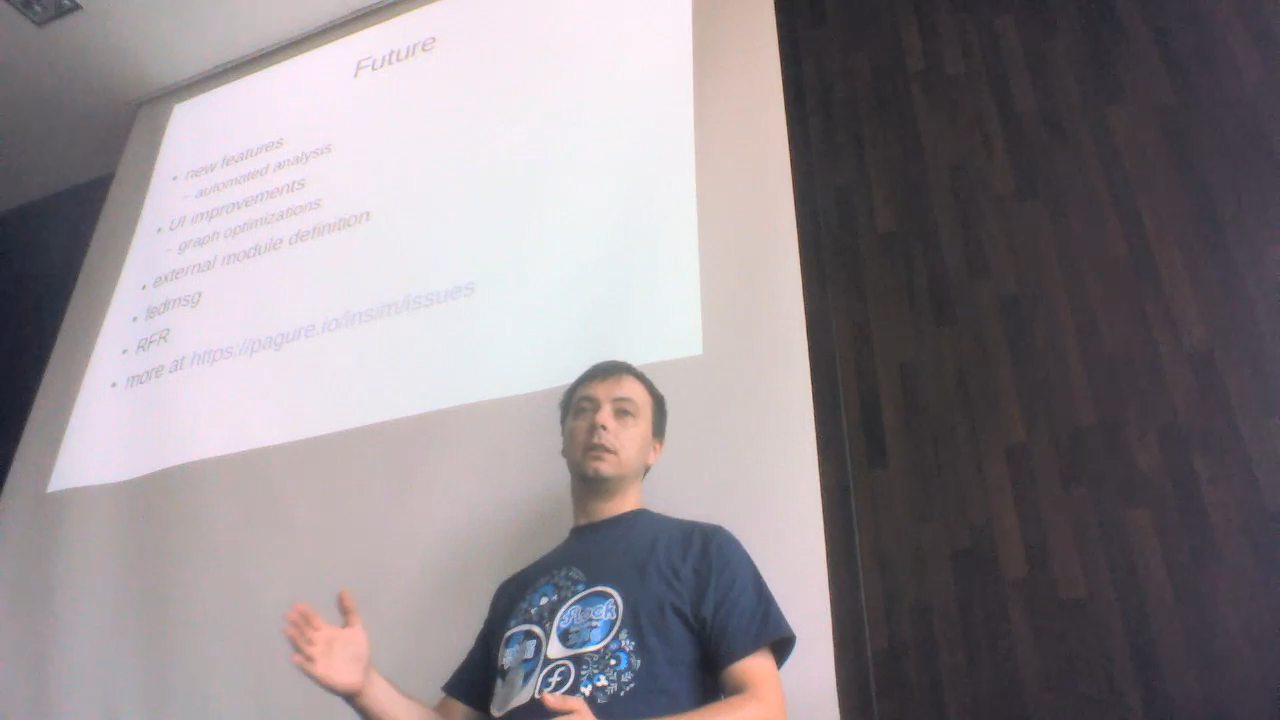 Future
• new features
– automated analysis
• UI improvements
– graph optimizations
• external module definition
• fedmsg
• RFR
• more at https://pagure.io/insim/issues
Flock
f